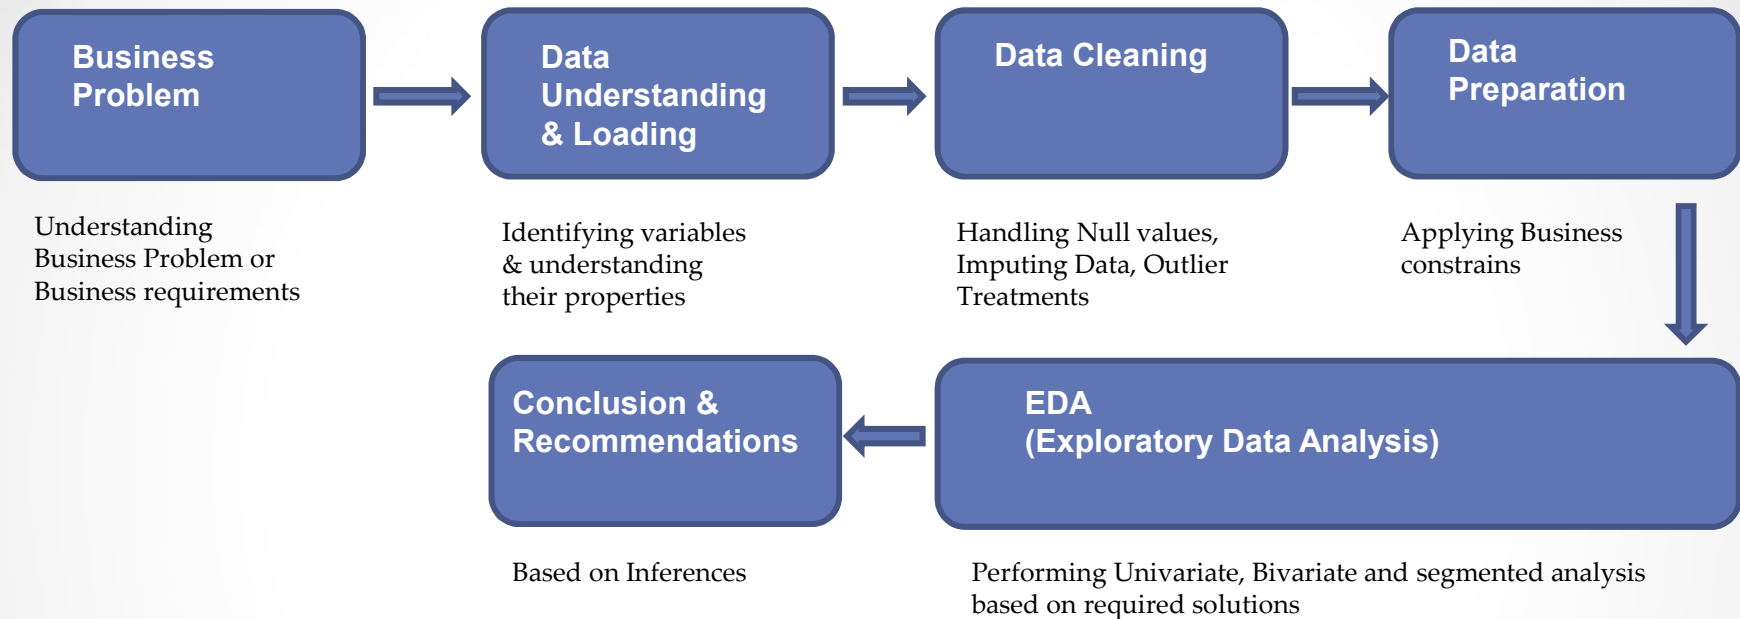 Business
Problem
Data
Understanding
& Loading
Data Cleaning
Data
Preparation
Understanding
Business Problem or
Business requirements
Identifying variables
& understanding
their properties
Handling Null values,
Imputing Data, Outlier
Treatments
Applying Business
constrains
Conclusion &
Recommendations
EDA
(Exploratory Data Analysis)
Based on Inferences
Performing Univariate, Bivariate and segmented analysis
based on required solutions